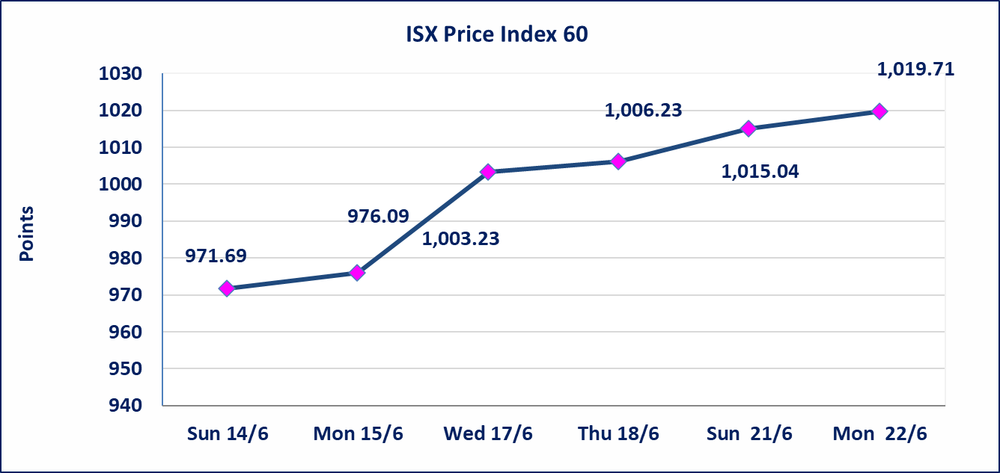 ISX Price Index 60
1030
1020
1010
1000
990
980
970
960
950
940
Points
971.69
976.09
1,003.23
1,006.23
1,015.04
1,019.71
Sun 14/6
Mon 15/6
Wed 17/6
Thu 18/6
Sun  21/6
Mon  22/6